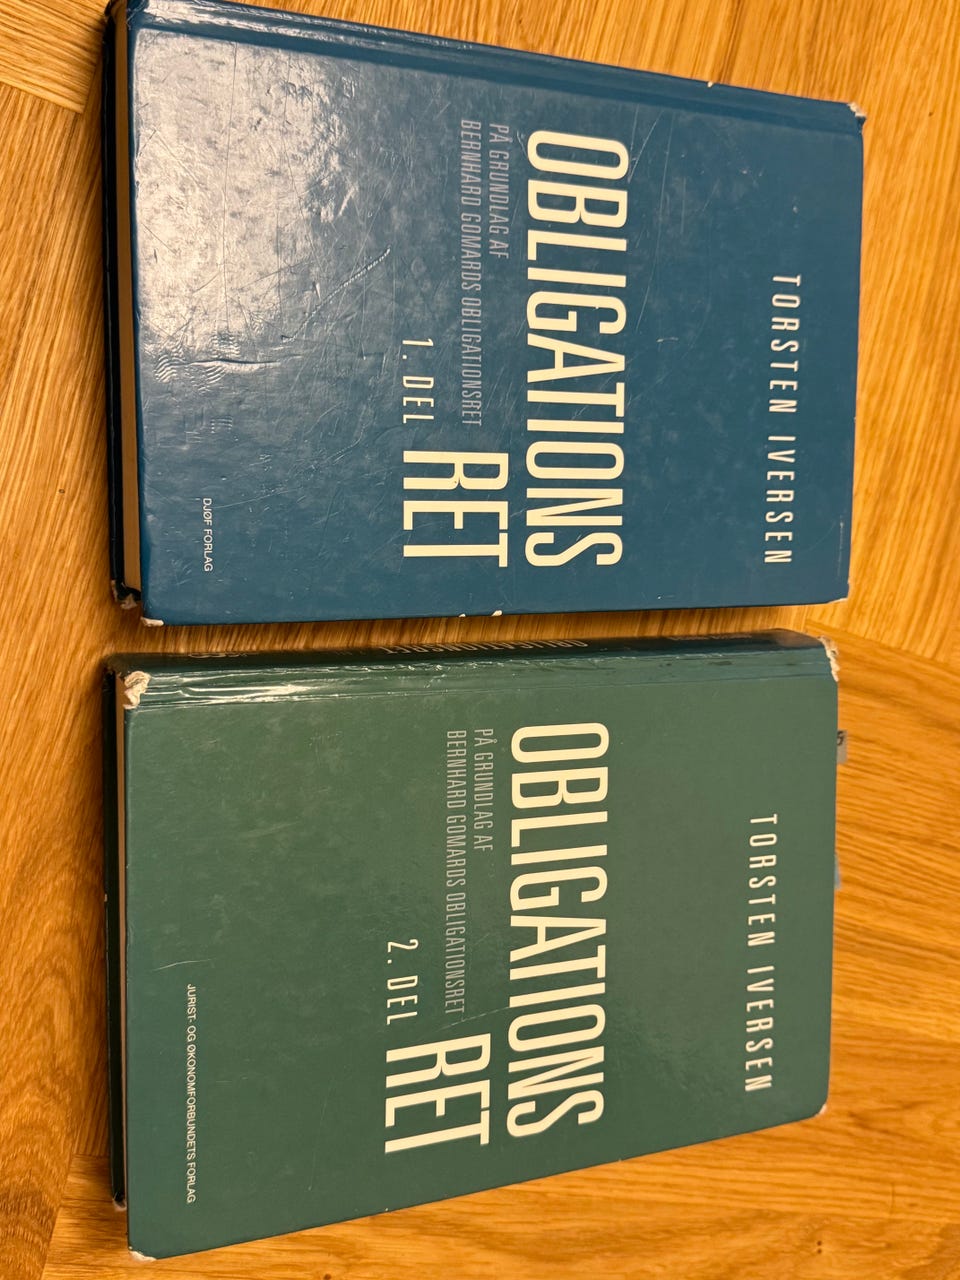 TORSTEN IVERSEN
OBLIGATIONS
RET
PÅ GRUNDLAG AF
BERNHARD GOMARDS OBLIGATIONSRET
1. DEL
DJØF FORLAG
TORSTEN IVERSEN
OBLIGATIONS
RET
PÅ GRUNDLAG AF
BERNHARD GOMARDS OBLIGATIONSRET
2. DEL
JURIST- OG ØKONOMFORBUNDETS FORLAG
OBLIGATIONSRET